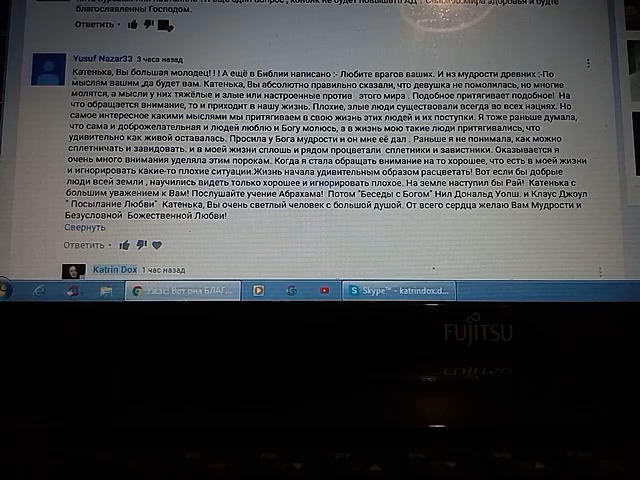 благословенны Господом.
Ответить
Yusuf Nazar33 3 часа назад
Катенька, Вы большая молодец! ! ! А ещё в Библии написано :- Любите врагов ваших. И из мудрости древних :-По
мыслям вашим ,да будет вам. Катенька, Вы абсолютно правильно сказали, что девушка не помолилась, но многие
молятся, а мысли у них тяжёлые и злые или настроенные против этого мира . Подобное притягивает подобное! На
что обращается внимание, то и приходит в нашу жизнь. Плохие, злые люди существовали всегда во всех нациях. Но
самое интересное какими мыслями мы притягиваем в свою жизнь этих людей и их поступки. Я тоже раньше думала,
что сама и доброжелательная и людей люблю и Богу молюсь, а в жизнь мою такие люди притягивались, что
удивительно как живой оставалась. Просила у Бога мудрости и он мне её дал . Раньше я не понимала, как можно
сплетничать и завидовать. и в моей жизни сплошь и рядом процветали сплетники и завистники. Оказывается я
очень много внимания уделяла этим порокам. Когда я стала обращать внимание на то хорошее, что есть в моей жизни
и игнорировать какие-то плохие ситуации.Жизнь начала удивительным образом расцветать! Вот если бы добрые
люди всей земли , научились видеть только хорошее и игнорировать плохое. На земле наступил бы Рай! Катенька с
большим уважением к Вам! Послушайте учение Абрахама! Потом "Беседы с Богом" Нил Дональд Уолш. и Клаус Джоул
" Посылание Любви" Катенька, Вы очень светлый человек с большой душой. От всего сердца желаю Вам Мудрости и
Безусловной Божественной Любви!
Свернуть
Ответить
Katrin Dox 1 час назад
Ужас! Вот она БЛАГ...
Skype™ - katrindox.d...
FUJITSU